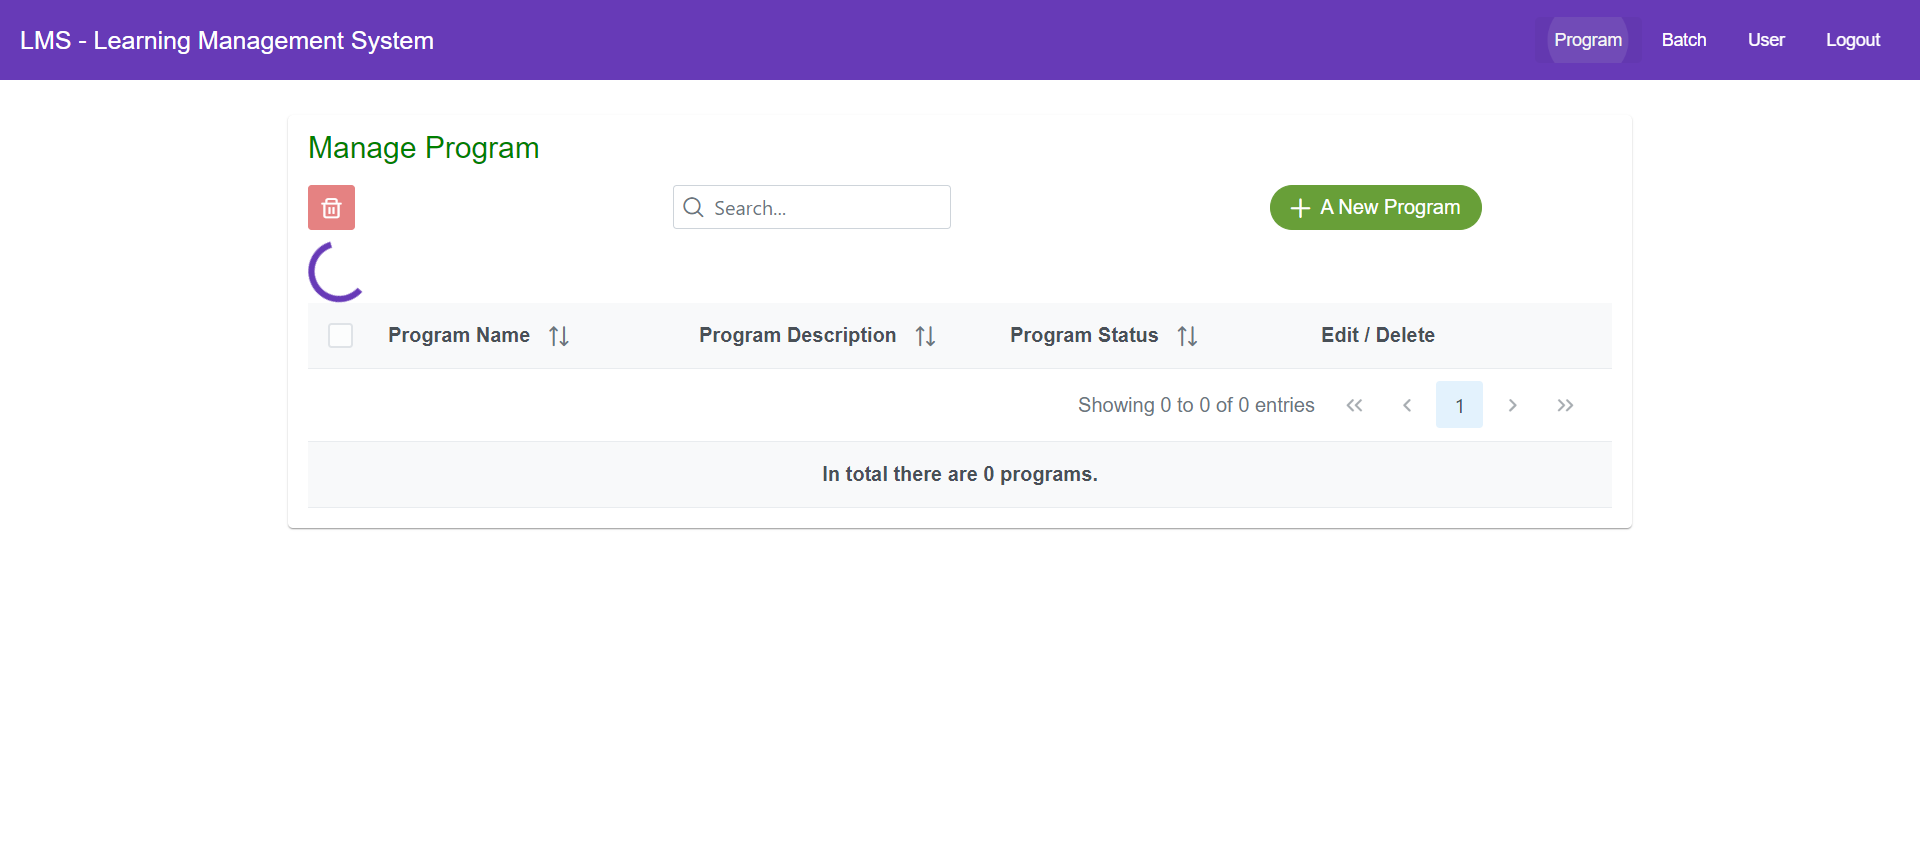 LMS - Learning Management System
Program Batch User Logout
Manage Program
Search...
A New Program
Program Name Program Description Program Status Edit / Delete
Showing 0 to 0 of 0 entries 1
In total there are 0 programs.